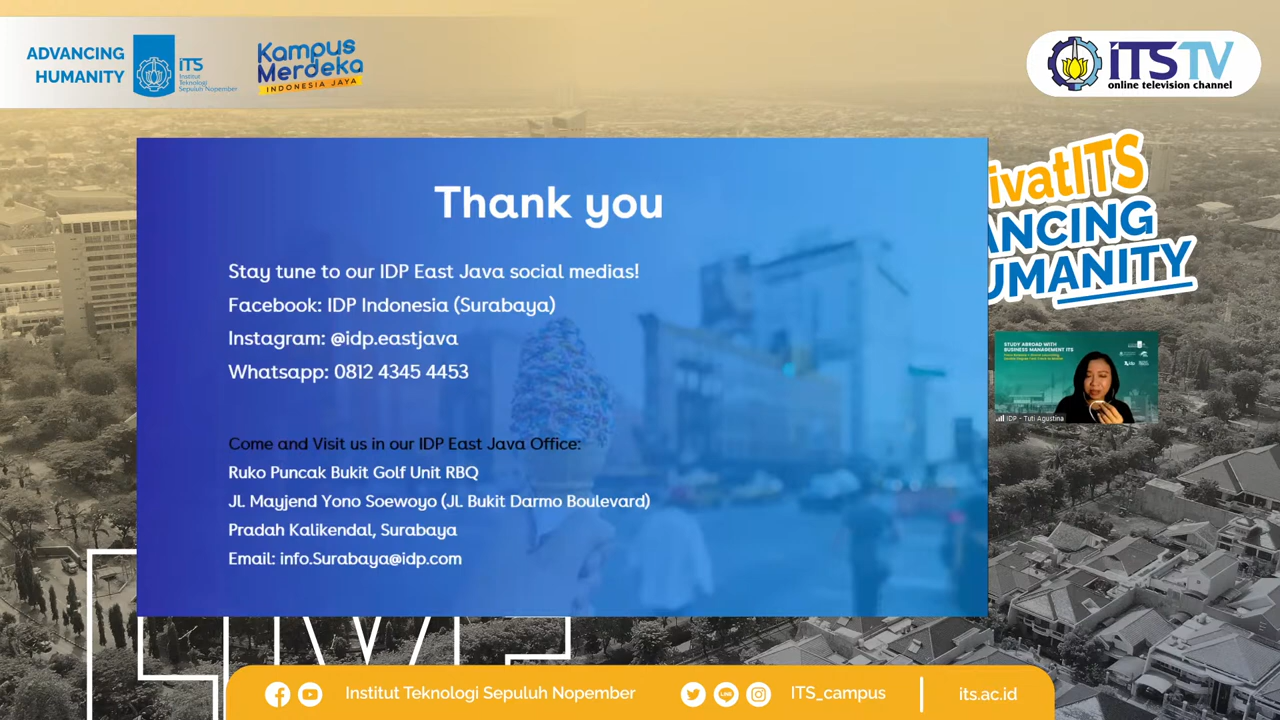 ADVANCING
HUMANITY
iTS
Institut
Teknologi
Sepuluh Nopember
Kampus
Merdeka
INDONESIA JAYA
iTSTV
online television channel
ivatITS
ANCING
UMANITY
Thank you
Stay tune to our IDP East Java social medias!
Facebook: IDP Indonesia (Surabaya)
Instagram: @idp.eastjava
Whatsapp: 0812 4345 4453
Come and Visit us in our IDP East Java Office:
Ruko Puncak Bukit Golf Unit RBQ
JL. Mayjend Yono Soewoyo (JL. Bukit Darmo Boulevard)
Pradah Kalikendal, Surabaya
Email: info.Surabaya@idp.com
STUDY ABROAD WITH
BUSINESS MANAGEMENT ITS
IDP - Tuti Agustina
Institut Teknologi Sepuluh Nopember
ITS_campus
its.ac.id